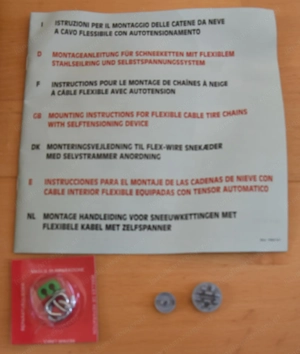 I ISTRUZIONI PER IL MONTAGGIO DELLE CATENE DA NEVE
A CAVO FLESSIBILE CON AUTOTENSIONAMENTO
D MONTAGEANLEITUNG FÜR SCHNEEKETTEN MIT FLEXIBLEM
STAHLSEILRING UND SELBSTSPANNUNGSSYSTEM
F INSTRUCTIONS POUR LE MONTAGE DE CHAÎNES À NEIGE
À CÂBLE FLEXIBLE AVEC AUTOTENSION
GB MOUNTING INSTRUCTIONS FOR FLEXIBLE CABLE TIRE CHAINS
WITH SELFTENSIONING DEVICE
DK MONTERINGSVEJLEDNING TIL FLEX-WIRE SNEKÆDER
MED SELVSTRAMMER ANORDNING
E INSTRUCCIONES PARA EL MONTAJE DE LAS CADENAS DE NIEVE CON
CABLE INTERIOR FLEXIBLE EQUIPADAS CON TENSOR AUTOMATICO
NL MONTAGE HANDLEIDING VOOR SNEEUWKETTINGEN MET
FLEXIBELE KABEL MET ZELFSPANNER